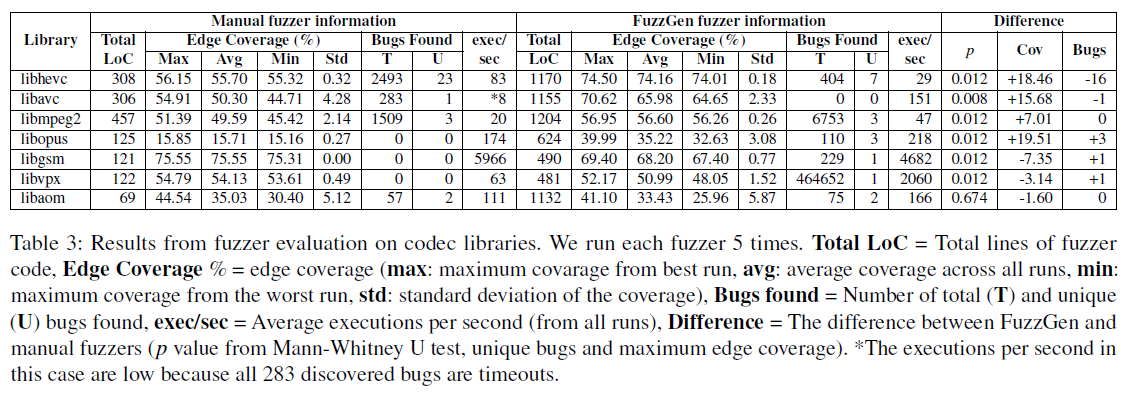 Manual fuzzer information FuzzGen fuzzer information Difference
Library Total Edge Coverage (%) Bugs Found exec/ Total Edge Coverage (%) Bugs Found exec/ p Cov Bugs
LoC Max Avg Min Std T U sec LoC Max Avg Min Std T U sec
libhevc 308 56.15 55.70 55.32 0.32 2493 23 83 1170 74.50 74.16 74.01 0.18 404 7 29 0.012 +18.46 -16
libavc 306 54.91 50.30 44.71 4.28 283 1 *8 1155 70.62 65.98 64.65 2.33 0 0 151 0.008 +15.68 -1
libmpeg2 457 51.39 49.59 45.42 2.14 1509 3 20 1204 56.95 56.60 56.26 0.26 6753 3 47 0.012 +7.01 0
libopus 125 15.85 15.71 15.16 0.27 0 0 174 624 39.99 35.22 32.63 3.08 110 3 218 0.012 +19.51 +3
libgsm 121 75.55 75.55 75.31 0.00 0 0 5966 490 69.40 68.20 67.40 0.77 229 1 4682 0.012 -7.35 +1
libvpx 122 54.79 54.13 53.61 0.49 0 0 63 481 52.17 50.99 48.05 1.52 464652 1 2060 0.012 -3.14 +1
libaom 69 44.54 35.03 30.40 5.12 57 2 111 1132 41.10 33.43 25.96 5.87 75 2 166 0.674 -1.60 0
Table 3: Results from fuzzer evaluation on codec libraries. We run each fuzzer 5 times. Total LoC = Total lines of fuzzer
code, Edge Coverage % = edge coverage (max: maximum covarage from best run, avg: average coverage across all runs, min:
maximum coverage from the worst run, std: standard deviation of the coverage), Bugs found = Number of total (T) and unique
(U) bugs found, exec/sec = Average executions per second (from all runs), Difference = The difference between FuzzGen and
manual fuzzers (p value from Mann-Whitney U test, unique bugs and maximum edge coverage). *The executions per second in
this case are low because all 283 discovered bugs are timeouts.